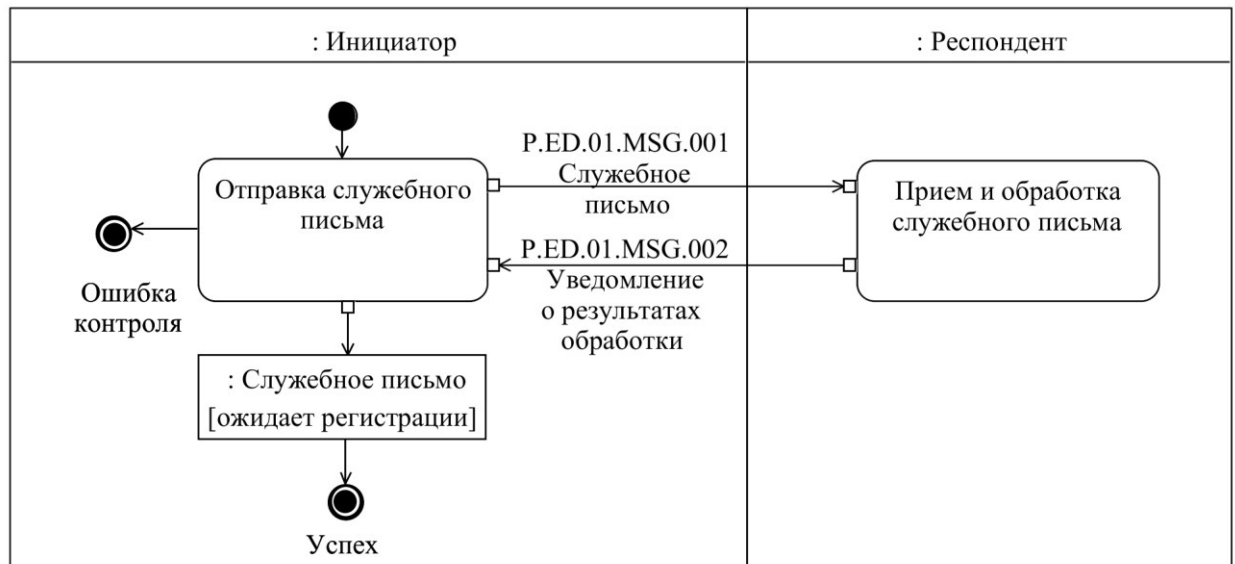 : Инициатор
: Респондент
Отправка служебного
письма
P.ED.01.MSG.001
Служебное
письмо
Прием и обработка
служебного письма
P.ED.01.MSG.002
Уведомление
о результатах
обработки
Ошибка
контроля
: Служебное письмо
[ожидает регистрации]
Успех